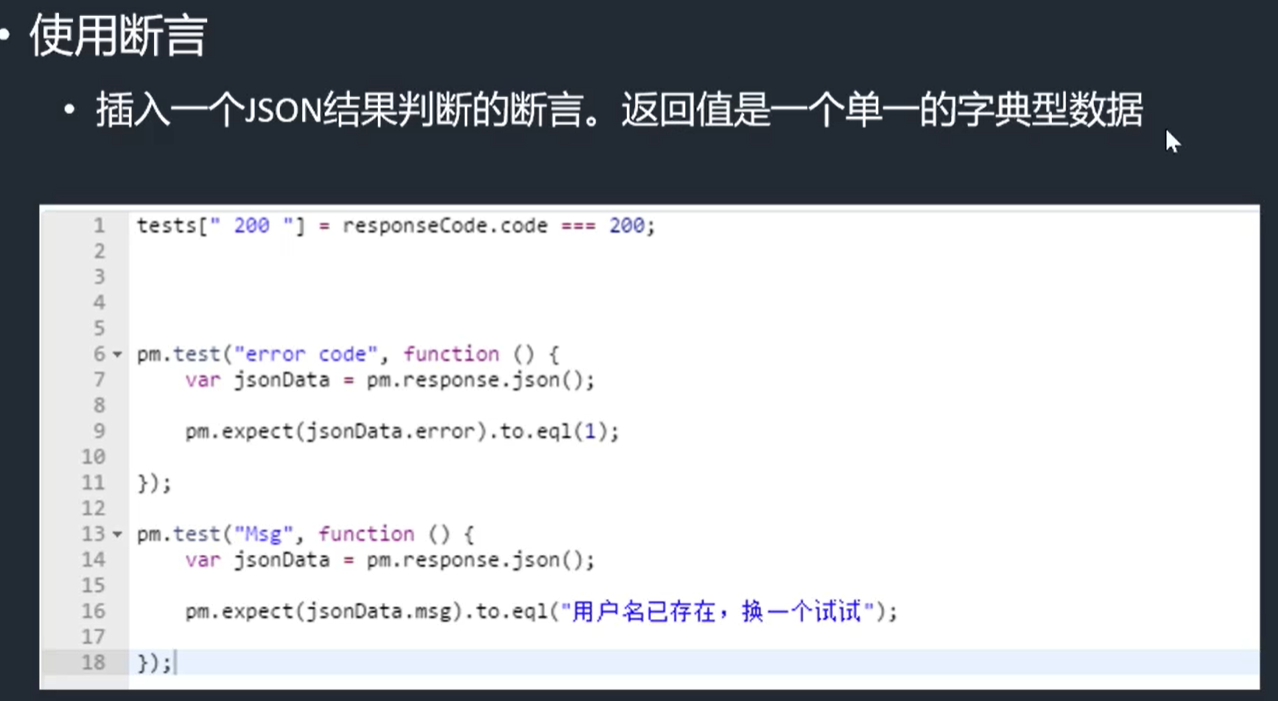 • 使用断言
• 插入一个JSON结果判断的断言。返回值是一个单一的字典型数据
1 tests[" 200 "] = responseCode.code === 200;
2
3
4
5
6 pm.test("error code", function () {
7     var jsonData = pm.response.json();
8
9     pm.expect(jsonData.error).to.eql(1);
10
11 });
12
13 pm.test("Msg", function () {
14     var jsonData = pm.response.json();
15
16     pm.expect(jsonData.msg).to.eql("用户名已存在，换一个试试");
17
18 });